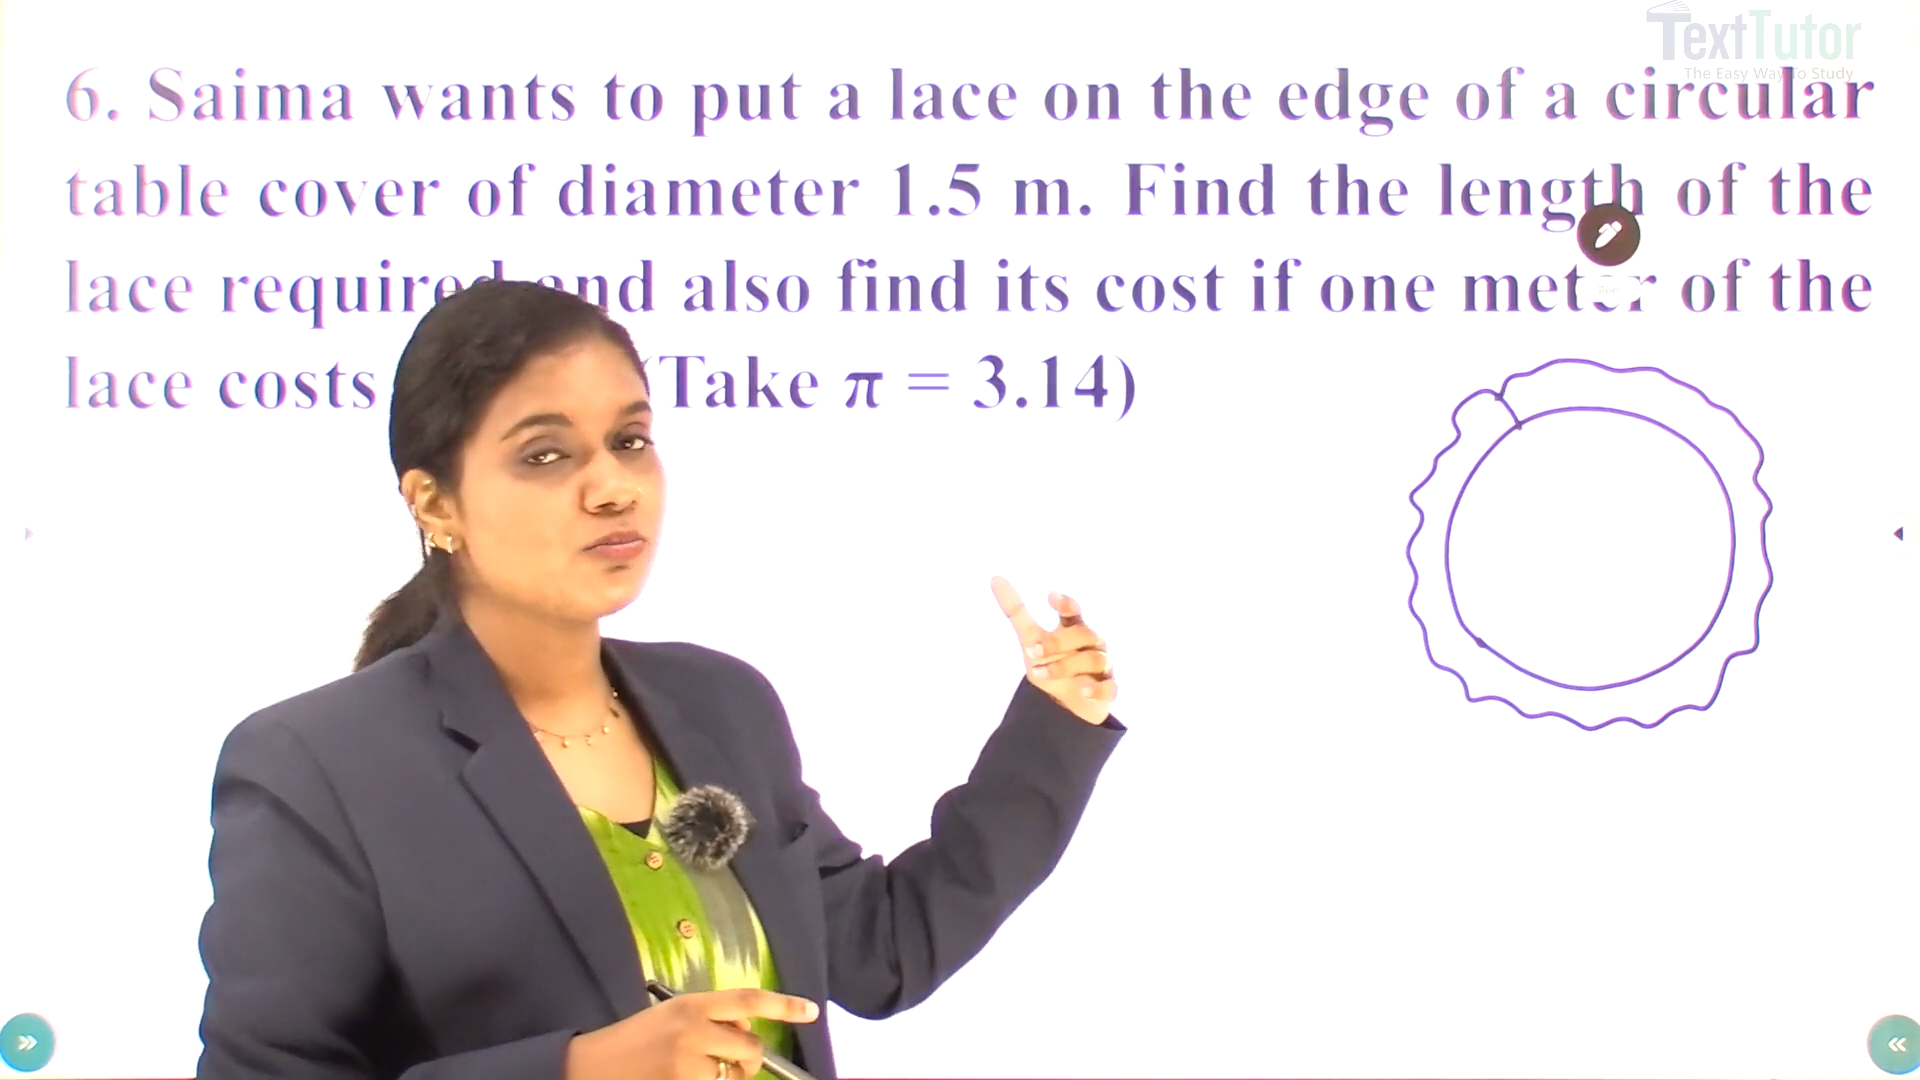 TextTutor
The Easy Way To Study
6. Saima wants to put a lace on the edge of a circular
table cover of diameter 1.5 m. Find the length of the
lace required and also find its cost if one meter of the
lace costs (Take π = 3.14)